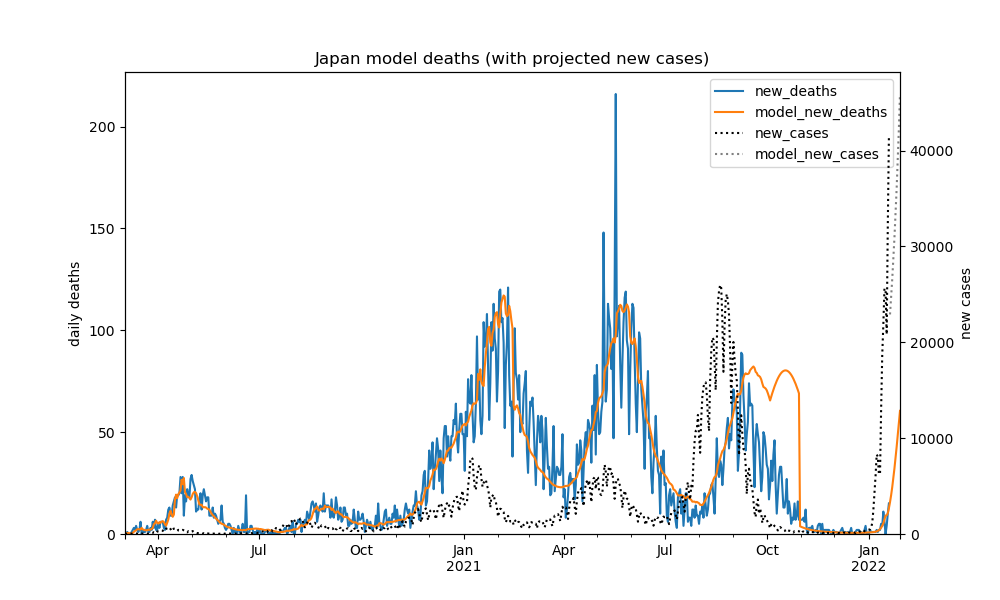 Japan model deaths (with projected new cases)
new_deaths
model_new_deaths
new_cases
model_new_cases
daily deaths
200
150
100
50
0
new cases
40000
30000
20000
10000
0
Apr Jul Oct Jan Apr Jul Oct Jan
2021 2022